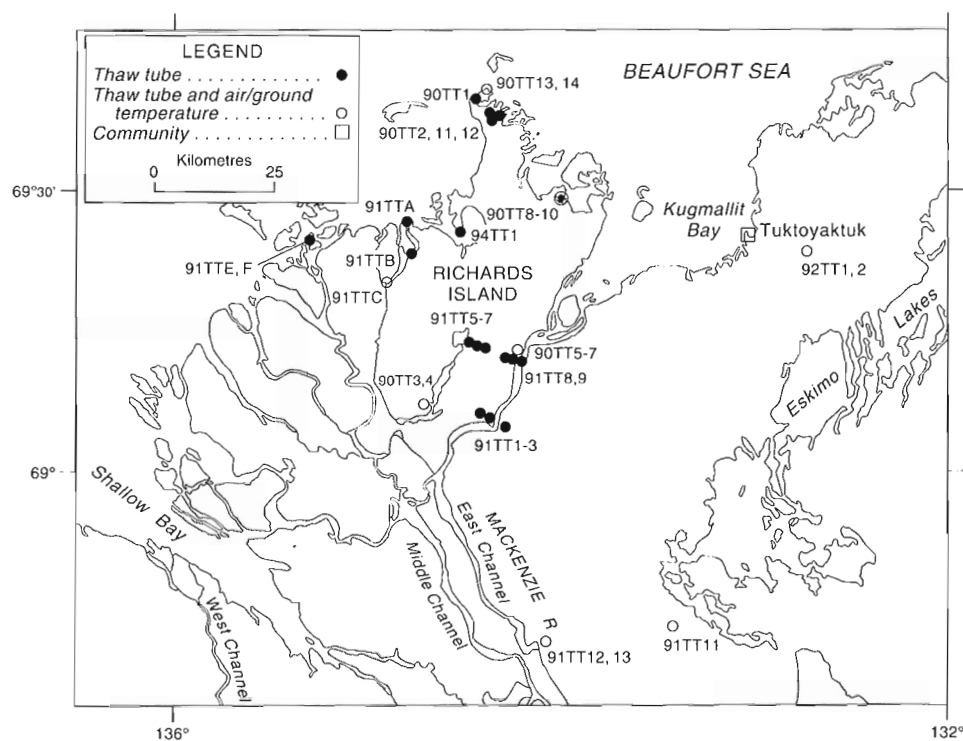 LEGEND
Thaw tube . . . . . . . . . . . . . . .
Thaw tube and air/ground
temperature . . . . . . . . . . .
Community . . . . . . . . . . . . . .
Kilometres
0 25
BEAUFORT SEA
90TT1
90TT13, 14
90TT2, 11, 12
69°30'
91TTA
90TT8-10
Kugmallit
Bay
Tuktoyaktuk
94TT1
91TTE, F
91TTB
92TT1, 2
91TTC
RICHARDS
ISLAND
Eskimo Lakes
91TT5-7
90TT5-7
91TT8, 9
90TT3,4
91TT1-3
69°
Shallow Bay
MACKENZIE R
East Channel
Middle Channel
West Channel
91TT11
91TT12, 13
136°
132°